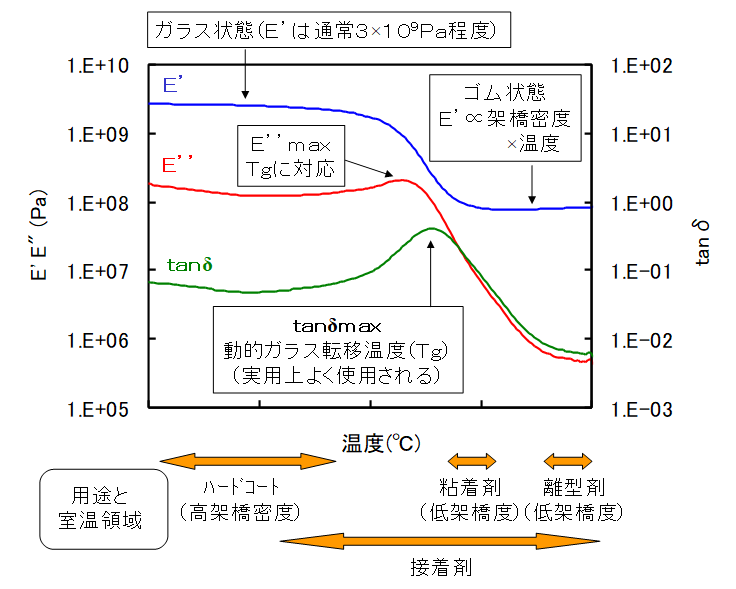 ガラス状態(E'は通常3×10⁹Pa程度)
1.E+10
1.E+09
1.E+08
1.E+07
1.E+06
1.E+05
E' E″ (Pa)
E'
E''
tanδ
E''max
Tgに対応
ゴム状態
E'∝架橋密度
×温度
tanδmax
動的ガラス転移温度(Tg)
(実用上よく使用される)
1.E+02
1.E+01
1.E+00
1.E-01
1.E-02
1.E-03
tan δ
温度(℃)
用途と
室温領域
ハードコート
(高架橋密度)
粘着剤
(低架橋度)
離型剤
(低架橋度)
接着剤